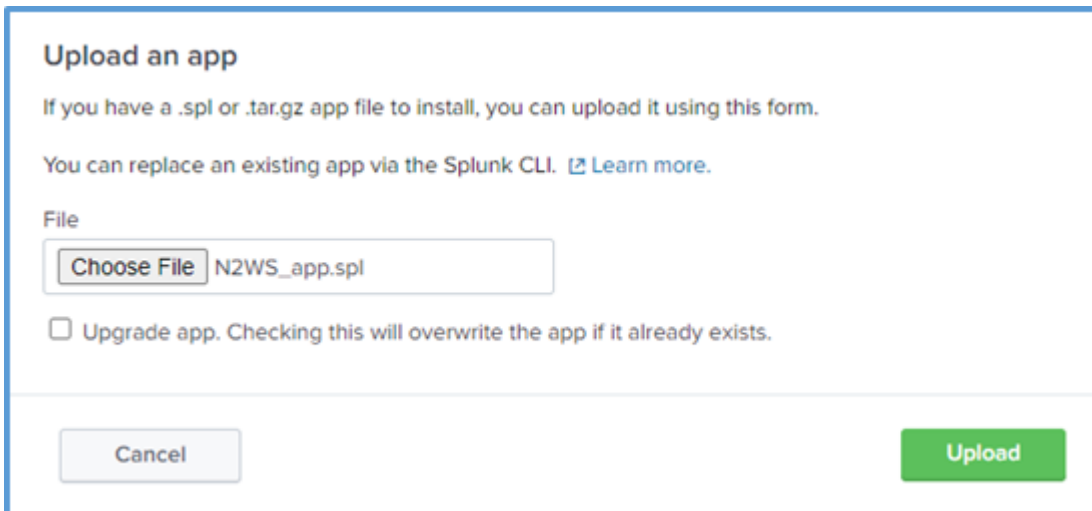 Upload an app
If you have a .spl or .tar.gz app file to install, you can upload it using this form.
You can replace an existing app via the Splunk CLI. Learn more.
File
Choose File N2WS_app.spl
Upgrade app. Checking this will overwrite the app if it already exists.
Cancel Upload